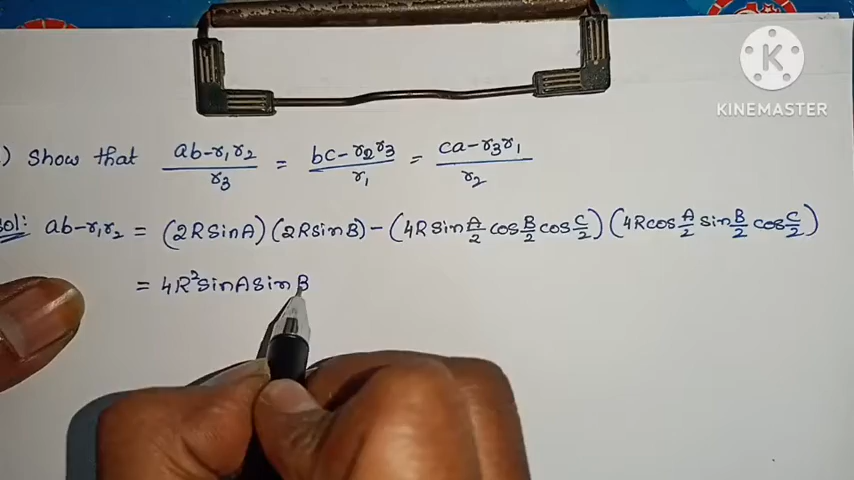 KINEMASTER
) Show that (ab-r₁r₂)/r₃ = (bc-r₂r₃)/r₁ = (ca-r₃r₁)/r₂
sol: ab-r₁r₂ = (2RsinA)(2RsinB)-(4Rsin A/2 cos B/2 cos C/2)(4Rcos A/2 sin B/2 cos C/2)
= 4R²sinAsinB